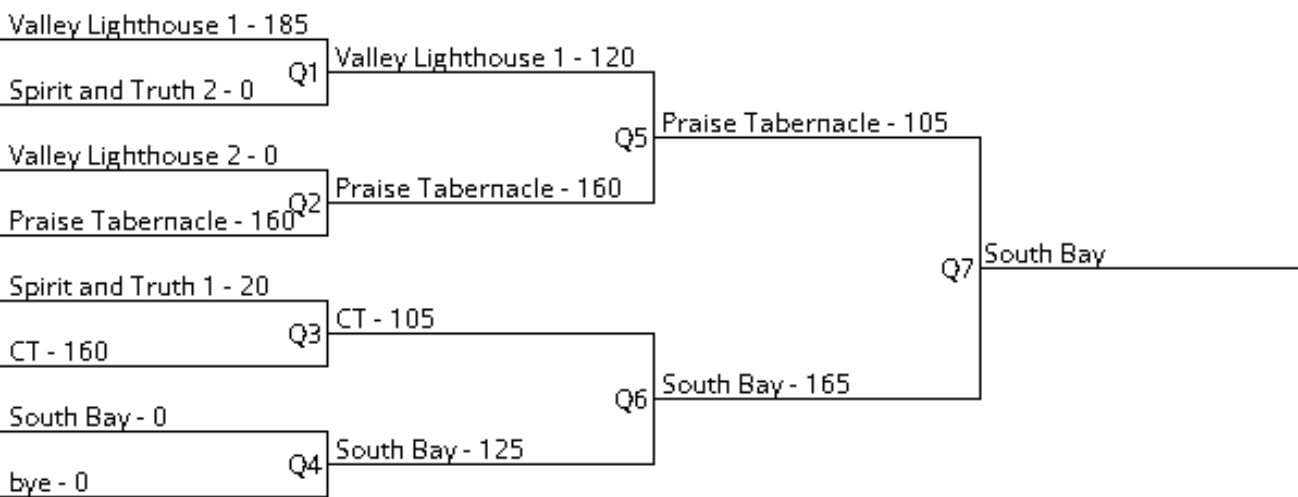 Valley Lighthouse 1 - 185
Q1
Spirit and Truth 2 - 0
Valley Lighthouse 2 - 0
Q2
Praise Tabernacle - 160
Spirit and Truth 1 - 20
Q3
CT - 160
South Bay - 0
Q4
bye - 0
Valley Lighthouse 1 - 120
Q5
Praise Tabernacle - 160
CT - 105
Q6
South Bay - 125
Praise Tabernacle - 105
Q7
South Bay - 165
South Bay